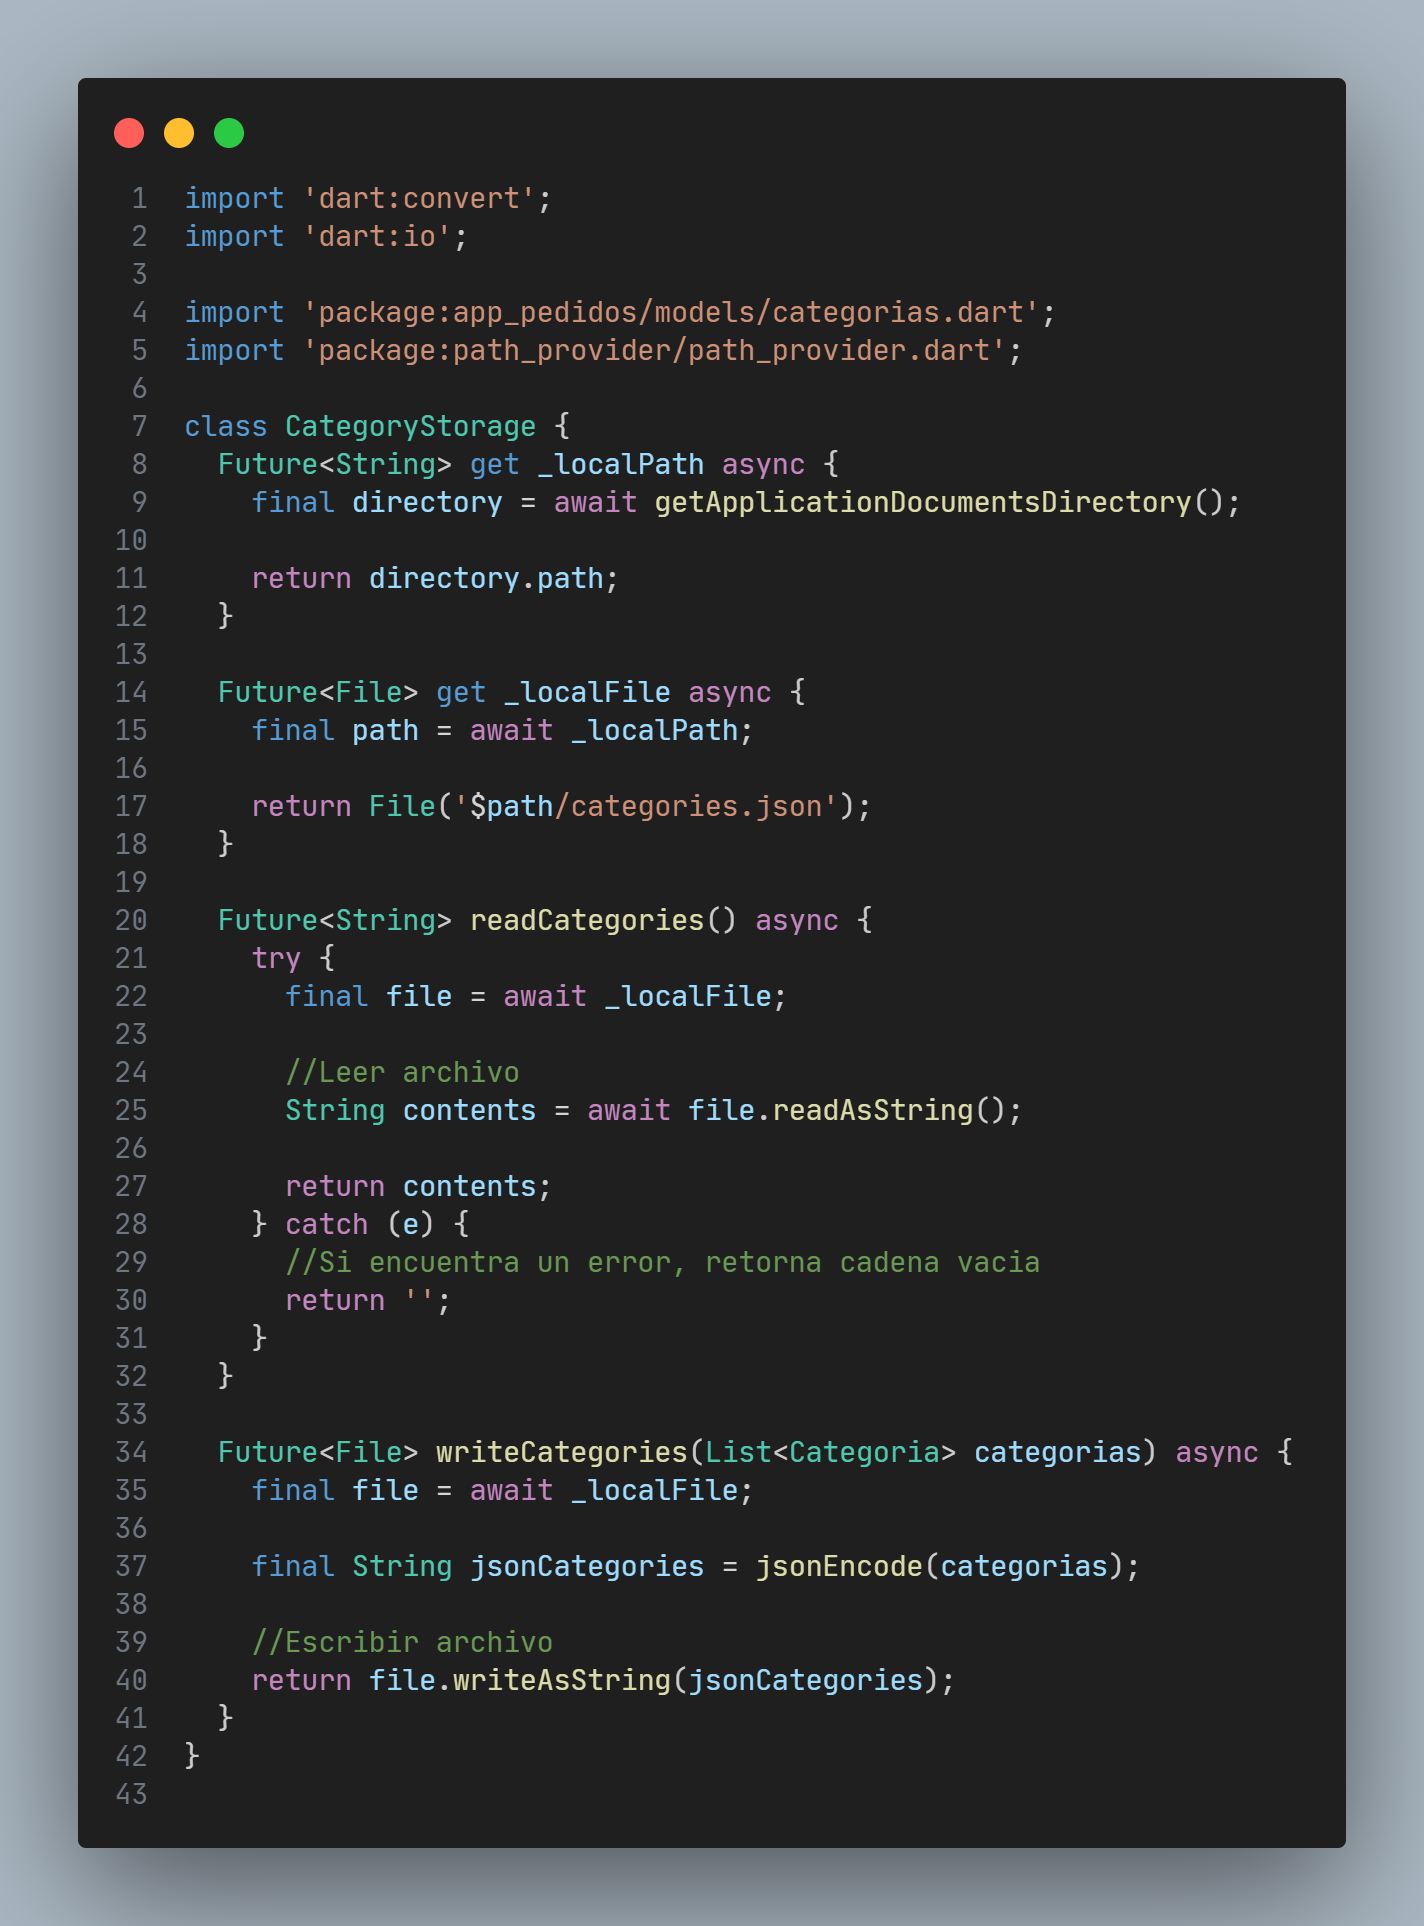 1 import 'dart:convert';
2 import 'dart:io';
3
4 import 'package:app_pedidos/models/categorias.dart';
5 import 'package:path_provider/path_provider.dart';
6
7 class CategoryStorage {
8   Future<String> get _localPath async {
9     final directory = await getApplicationDocumentsDirectory();
10
11     return directory.path;
12   }
13
14   Future<File> get _localFile async {
15     final path = await _localPath;
16
17     return File('$path/categories.json');
18   }
19
20   Future<String> readCategories() async {
21     try {
22       final file = await _localFile;
23
24       //Leer archivo
25       String contents = await file.readAsString();
26
27       return contents;
28     } catch (e) {
29       //Si encuentra un error, retorna cadena vacia
30       return '';
31     }
32   }
33
34   Future<File> writeCategories(List<Categoria> categorias) async {
35     final file = await _localFile;
36
37     final String jsonCategories = jsonEncode(categorias);
38
39     //Escribir archivo
40     return file.writeAsString(jsonCategories);
41   }
42 }
43